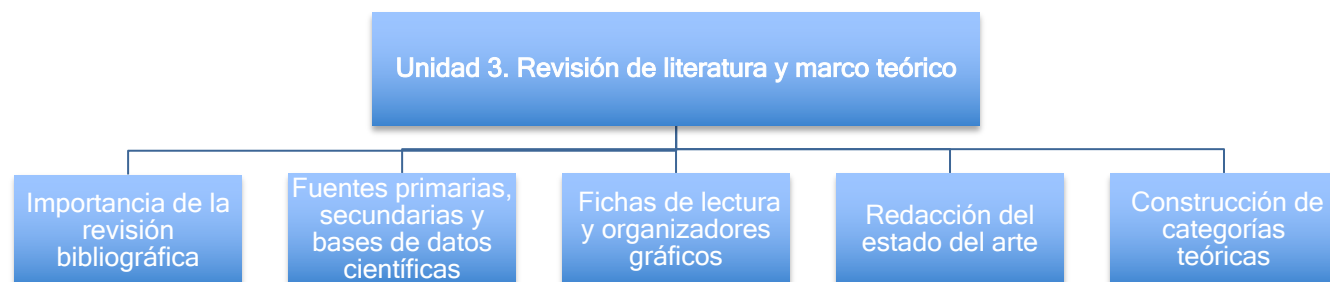 Unidad 3. Revisión de literatura y marco teórico
Importancia de la
revisión
bibliográfica
Fuentes primarias,
secundarias y
bases de datos
científicas
Fichas de lectura
y organizadores
gráficos
Redacción del
estado del arte
Construcción de
categorías
teóricas